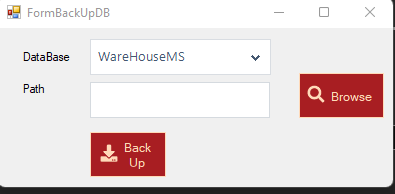 FormBackUpDB
DataBase
WareHouseMS
Path
Browse
Back
Up